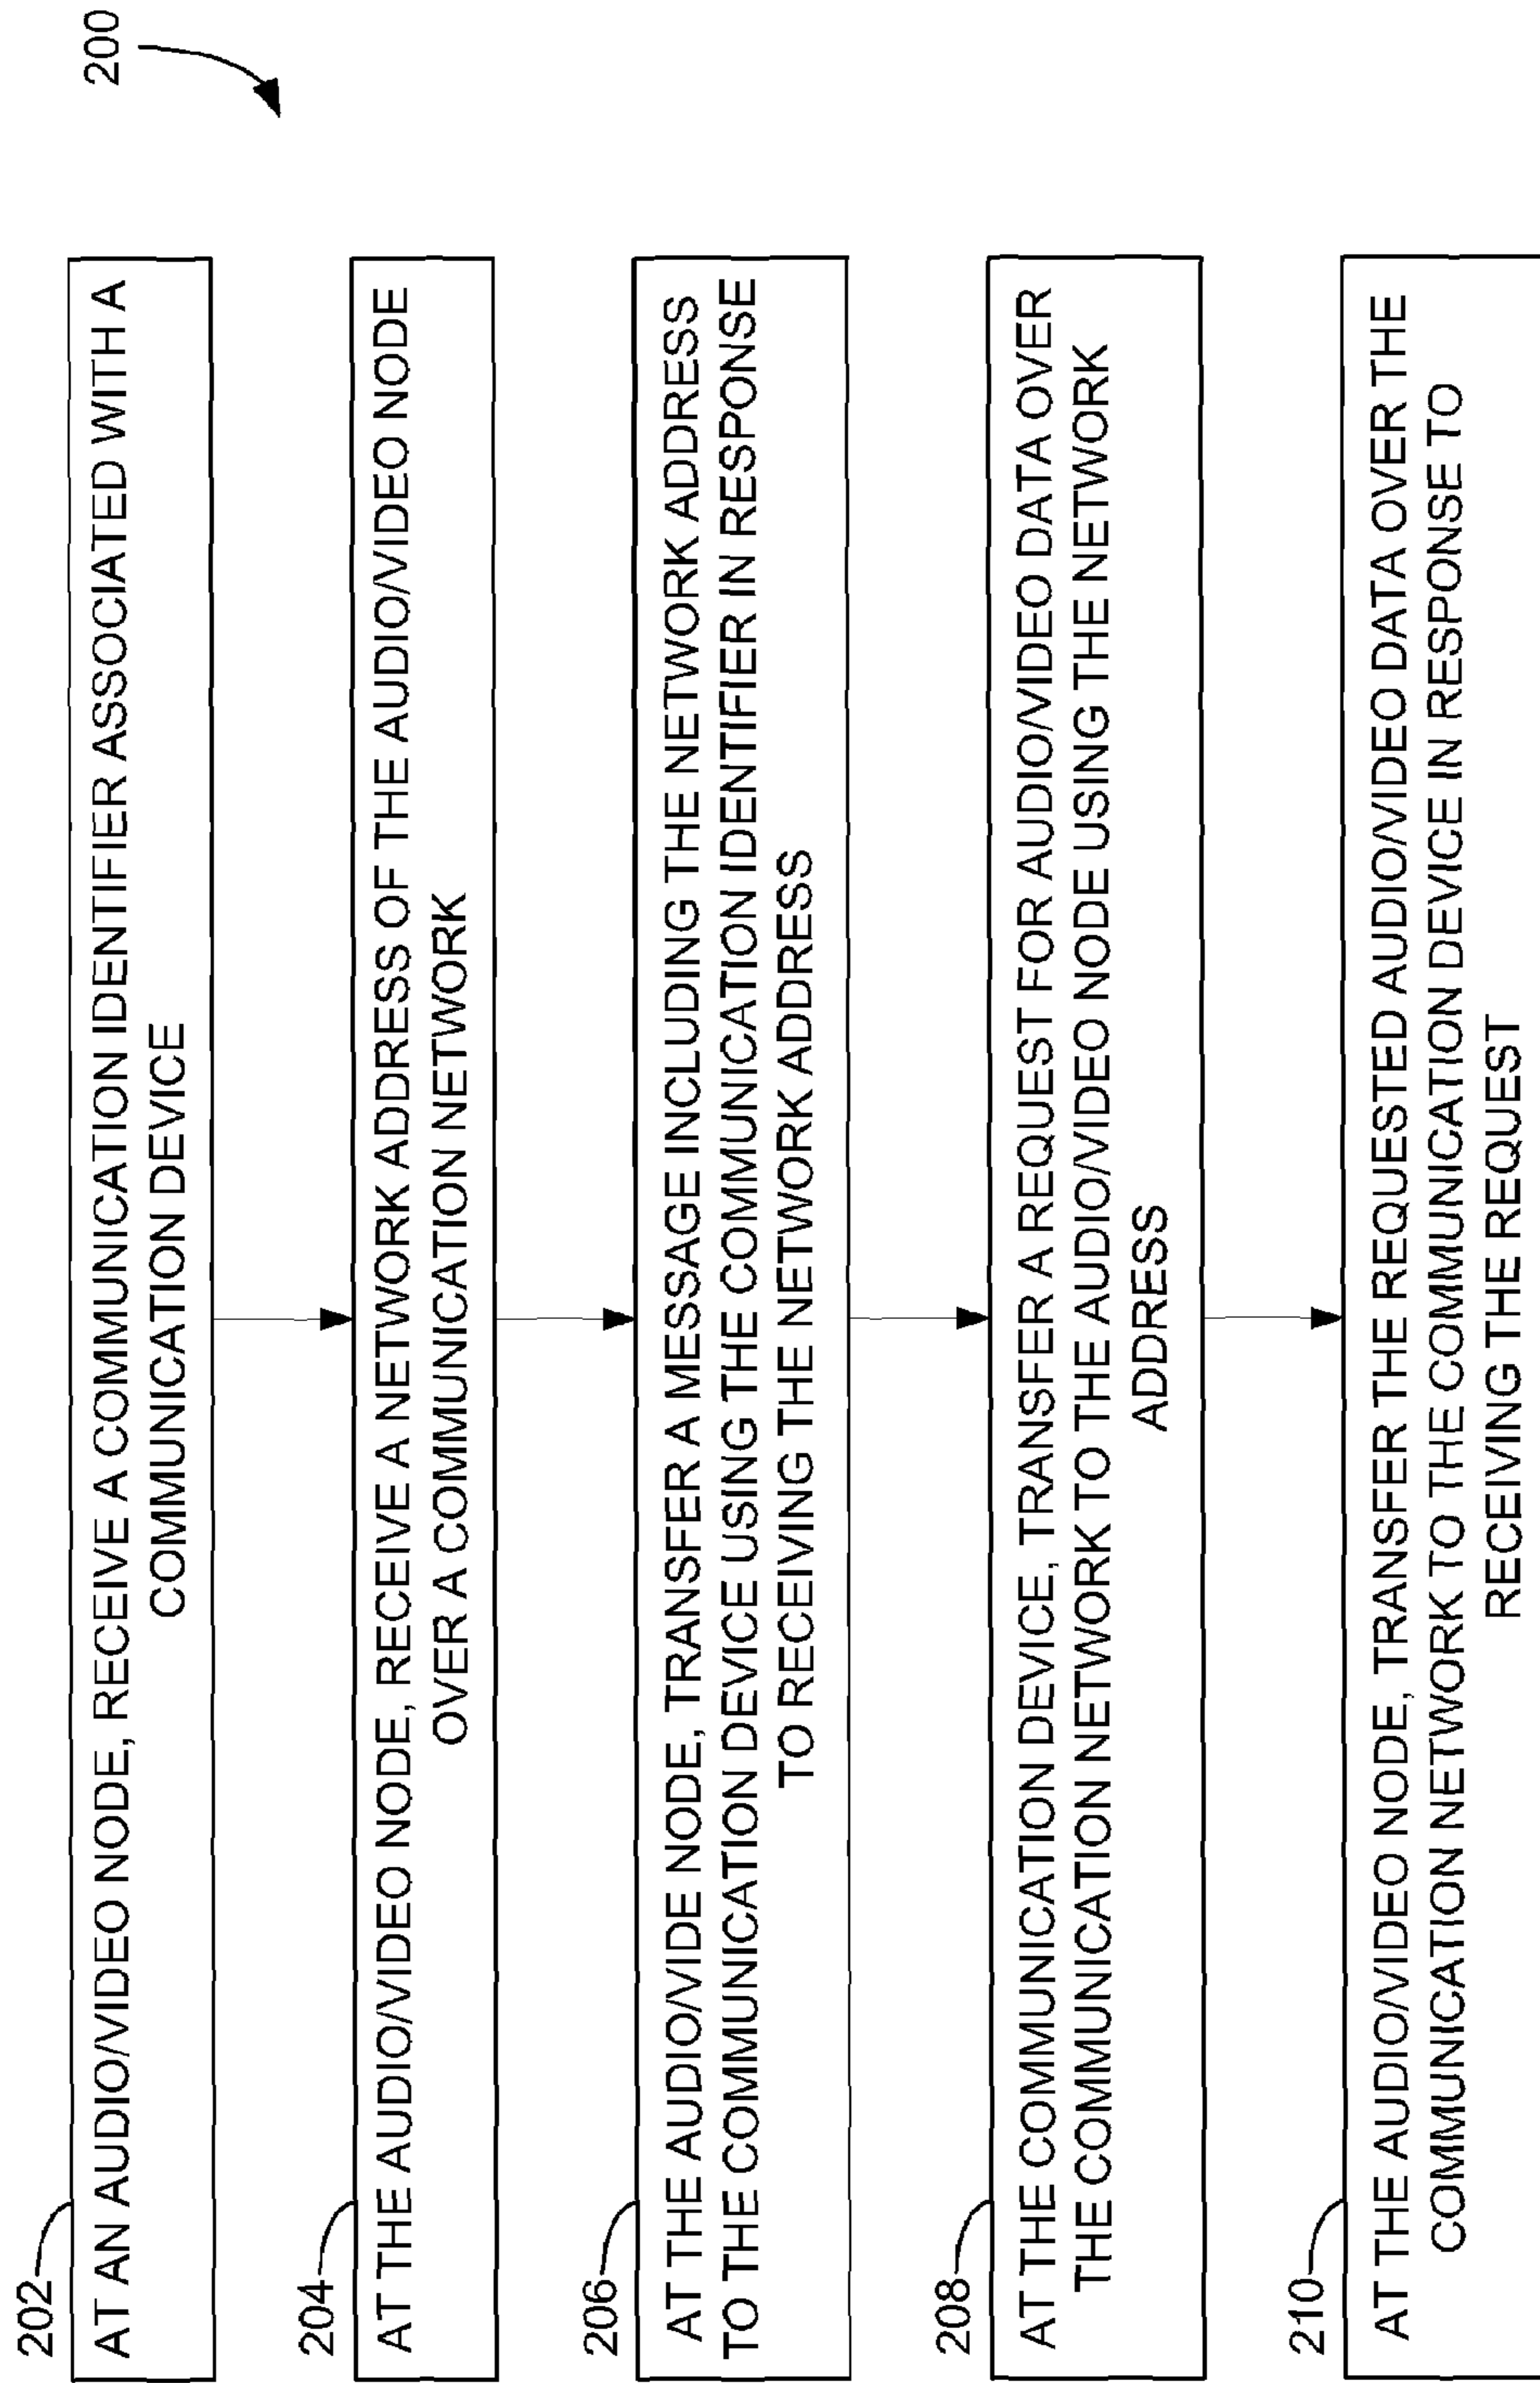 200
202
AT AN AUDIO/VIDEO NODE, RECEIVE A COMMUNICATION IDENTIFIER ASSOCIATED WITH A
COMMUNICATION DEVICE
204
AT THE AUDIO/VIDEO NODE, RECEIVE A NETWORK ADDRESS OF THE AUDIO/VIDEO NODE
OVER A COMMUNICATION NETWORK
206
AT THE AUDIO/VIDE NODE, TRANSFER A MESSAGE INCLUDING THE NETWORK ADDRESS
TO THE COMMUNICATION DEVICE USING THE COMMUNICATION IDENTIFIER IN RESPONSE
TO RECEIVING THE NETWORK ADDRESS
208
AT THE COMMUNICATION DEVICE, TRANSFER A REQUEST FOR AUDIO/VIDEO DATA OVER
THE COMMUNICATION NETWORK TO THE AUDIO/VIDEO NODE USING THE NETWORK
ADDRESS
210
AT THE AUDIO/VIDEO NODE, TRANSFER THE REQUESTED AUDIO/VIDEO DATA OVER THE
COMMUNICATION NETWORK TO THE COMMUNICATION DEVICE IN RESPONSE TO
RECEIVING THE REQUEST